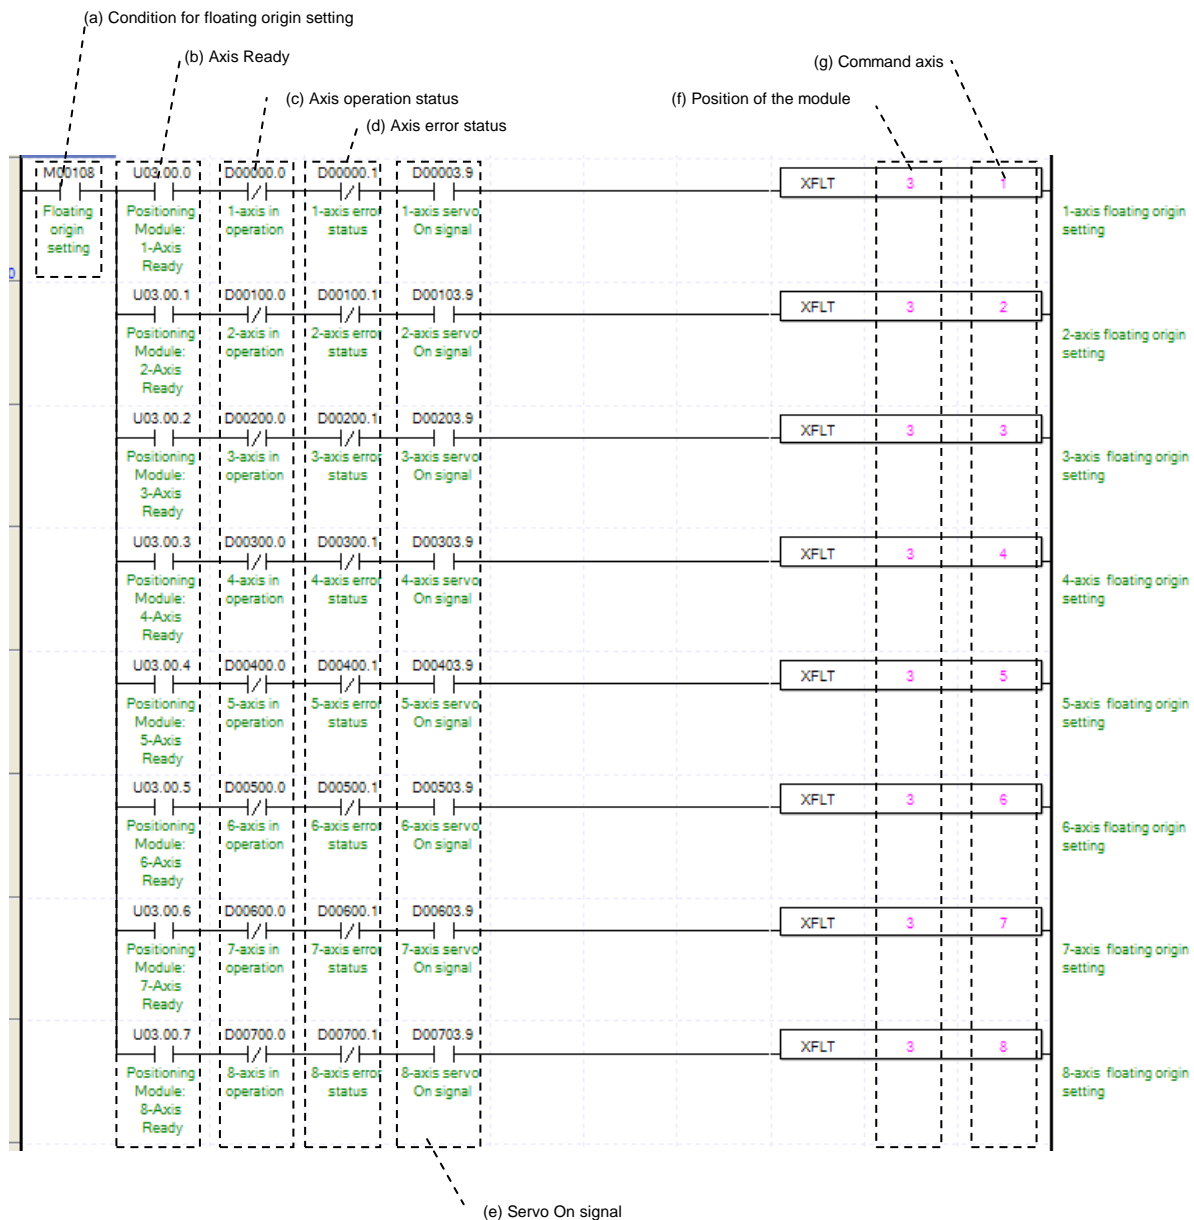 (a) Condition for floating origin setting
(b) Axis Ready
(g) Command axis
(c) Axis operation status
(f) Position of the module
(d) Axis error status
M00108 U03.00.0 D00000.0 D00000.1 D00003.9
XFLT 3 1
Floating origin setting
Positioning Module: 1-Axis Ready
1-axis in operation
1-axis error status
1-axis servo On signal
1-axis floating origin setting
0
U03.00.1 D00100.0 D00100.1 D00103.9
XFLT 3 2
Positioning Module: 2-Axis Ready
2-axis in operation
2-axis error status
2-axis servo On signal
2-axis floating origin setting
U03.00.2 D00200.0 D00200.1 D00203.9
XFLT 3 3
Positioning Module: 3-Axis Ready
3-axis in operation
3-axis error status
3-axis servo On signal
3-axis floating origin setting
U03.00.3 D00300.0 D00300.1 D00303.9
XFLT 3 4
Positioning Module: 4-Axis Ready
4-axis in operation
4-axis error status
4-axis servo On signal
4-axis floating origin setting
U03.00.4 D00400.0 D00400.1 D00403.9
XFLT 3 5
Positioning Module: 5-Axis Ready
5-axis in operation
5-axis error status
5-axis servo On signal
5-axis floating origin setting
U03.00.5 D00500.0 D00500.1 D00503.9
XFLT 3 6
Positioning Module: 6-Axis Ready
6-axis in operation
6-axis error status
6-axis servo On signal
6-axis floating origin setting
U03.00.6 D00600.0 D00600.1 D00603.9
XFLT 3 7
Positioning Module: 7-Axis Ready
7-axis in operation
7-axis error status
7-axis servo On signal
7-axis floating origin setting
U03.00.7 D00700.0 D00700.1 D00703.9
XFLT 3 8
Positioning Module: 8-Axis Ready
8-axis in operation
8-axis error status
8-axis servo On signal
8-axis floating origin setting
(e) Servo On signal